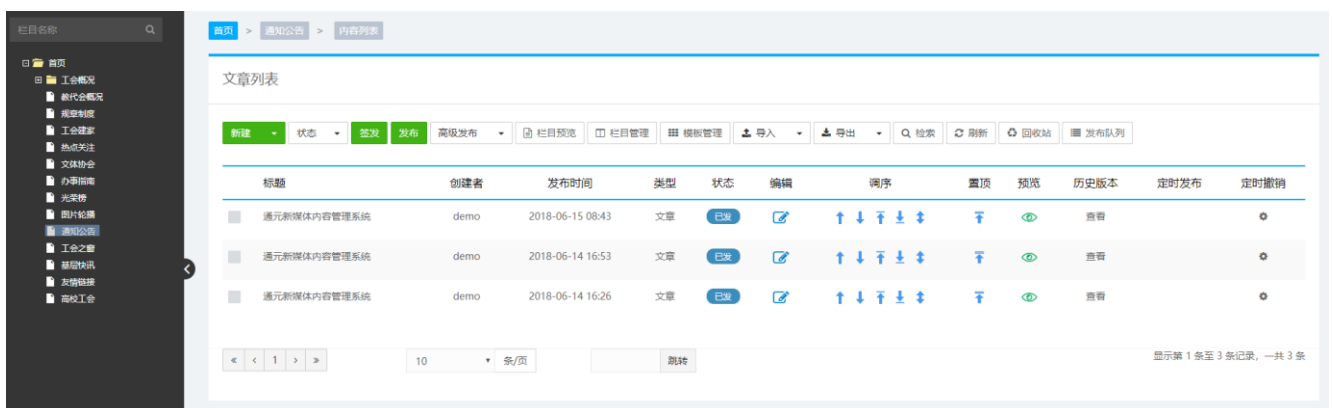 栏目名称
首页 > 通知公告 > 内容列表
首页
工会概况
教代会概况
规章制度
工会建家
热点关注
文体协会
办事指南
光荣榜
图片轮播
通知公告
工会之窗
基层快讯
友情链接
高校工会
文章列表
新建 状态 签发 发布 高级发布 栏目预览 栏目管理 模板管理 导入 导出 检索 刷新 回收站 发布队列
标题 创建者 发布时间 类型 状态 编辑 调序 置顶 预览 历史版本 定时发布 定时撤销
通元新媒体内容管理系统 demo 2018-06-15 08:43 文章 已发 查看
通元新媒体内容管理系统 demo 2018-06-14 16:53 文章 已发 查看
通元新媒体内容管理系统 demo 2018-06-14 16:26 文章 已发 查看
« < 1 > » 10 条/页 跳转 显示第 1 条至 3 条记录，一共 3 条